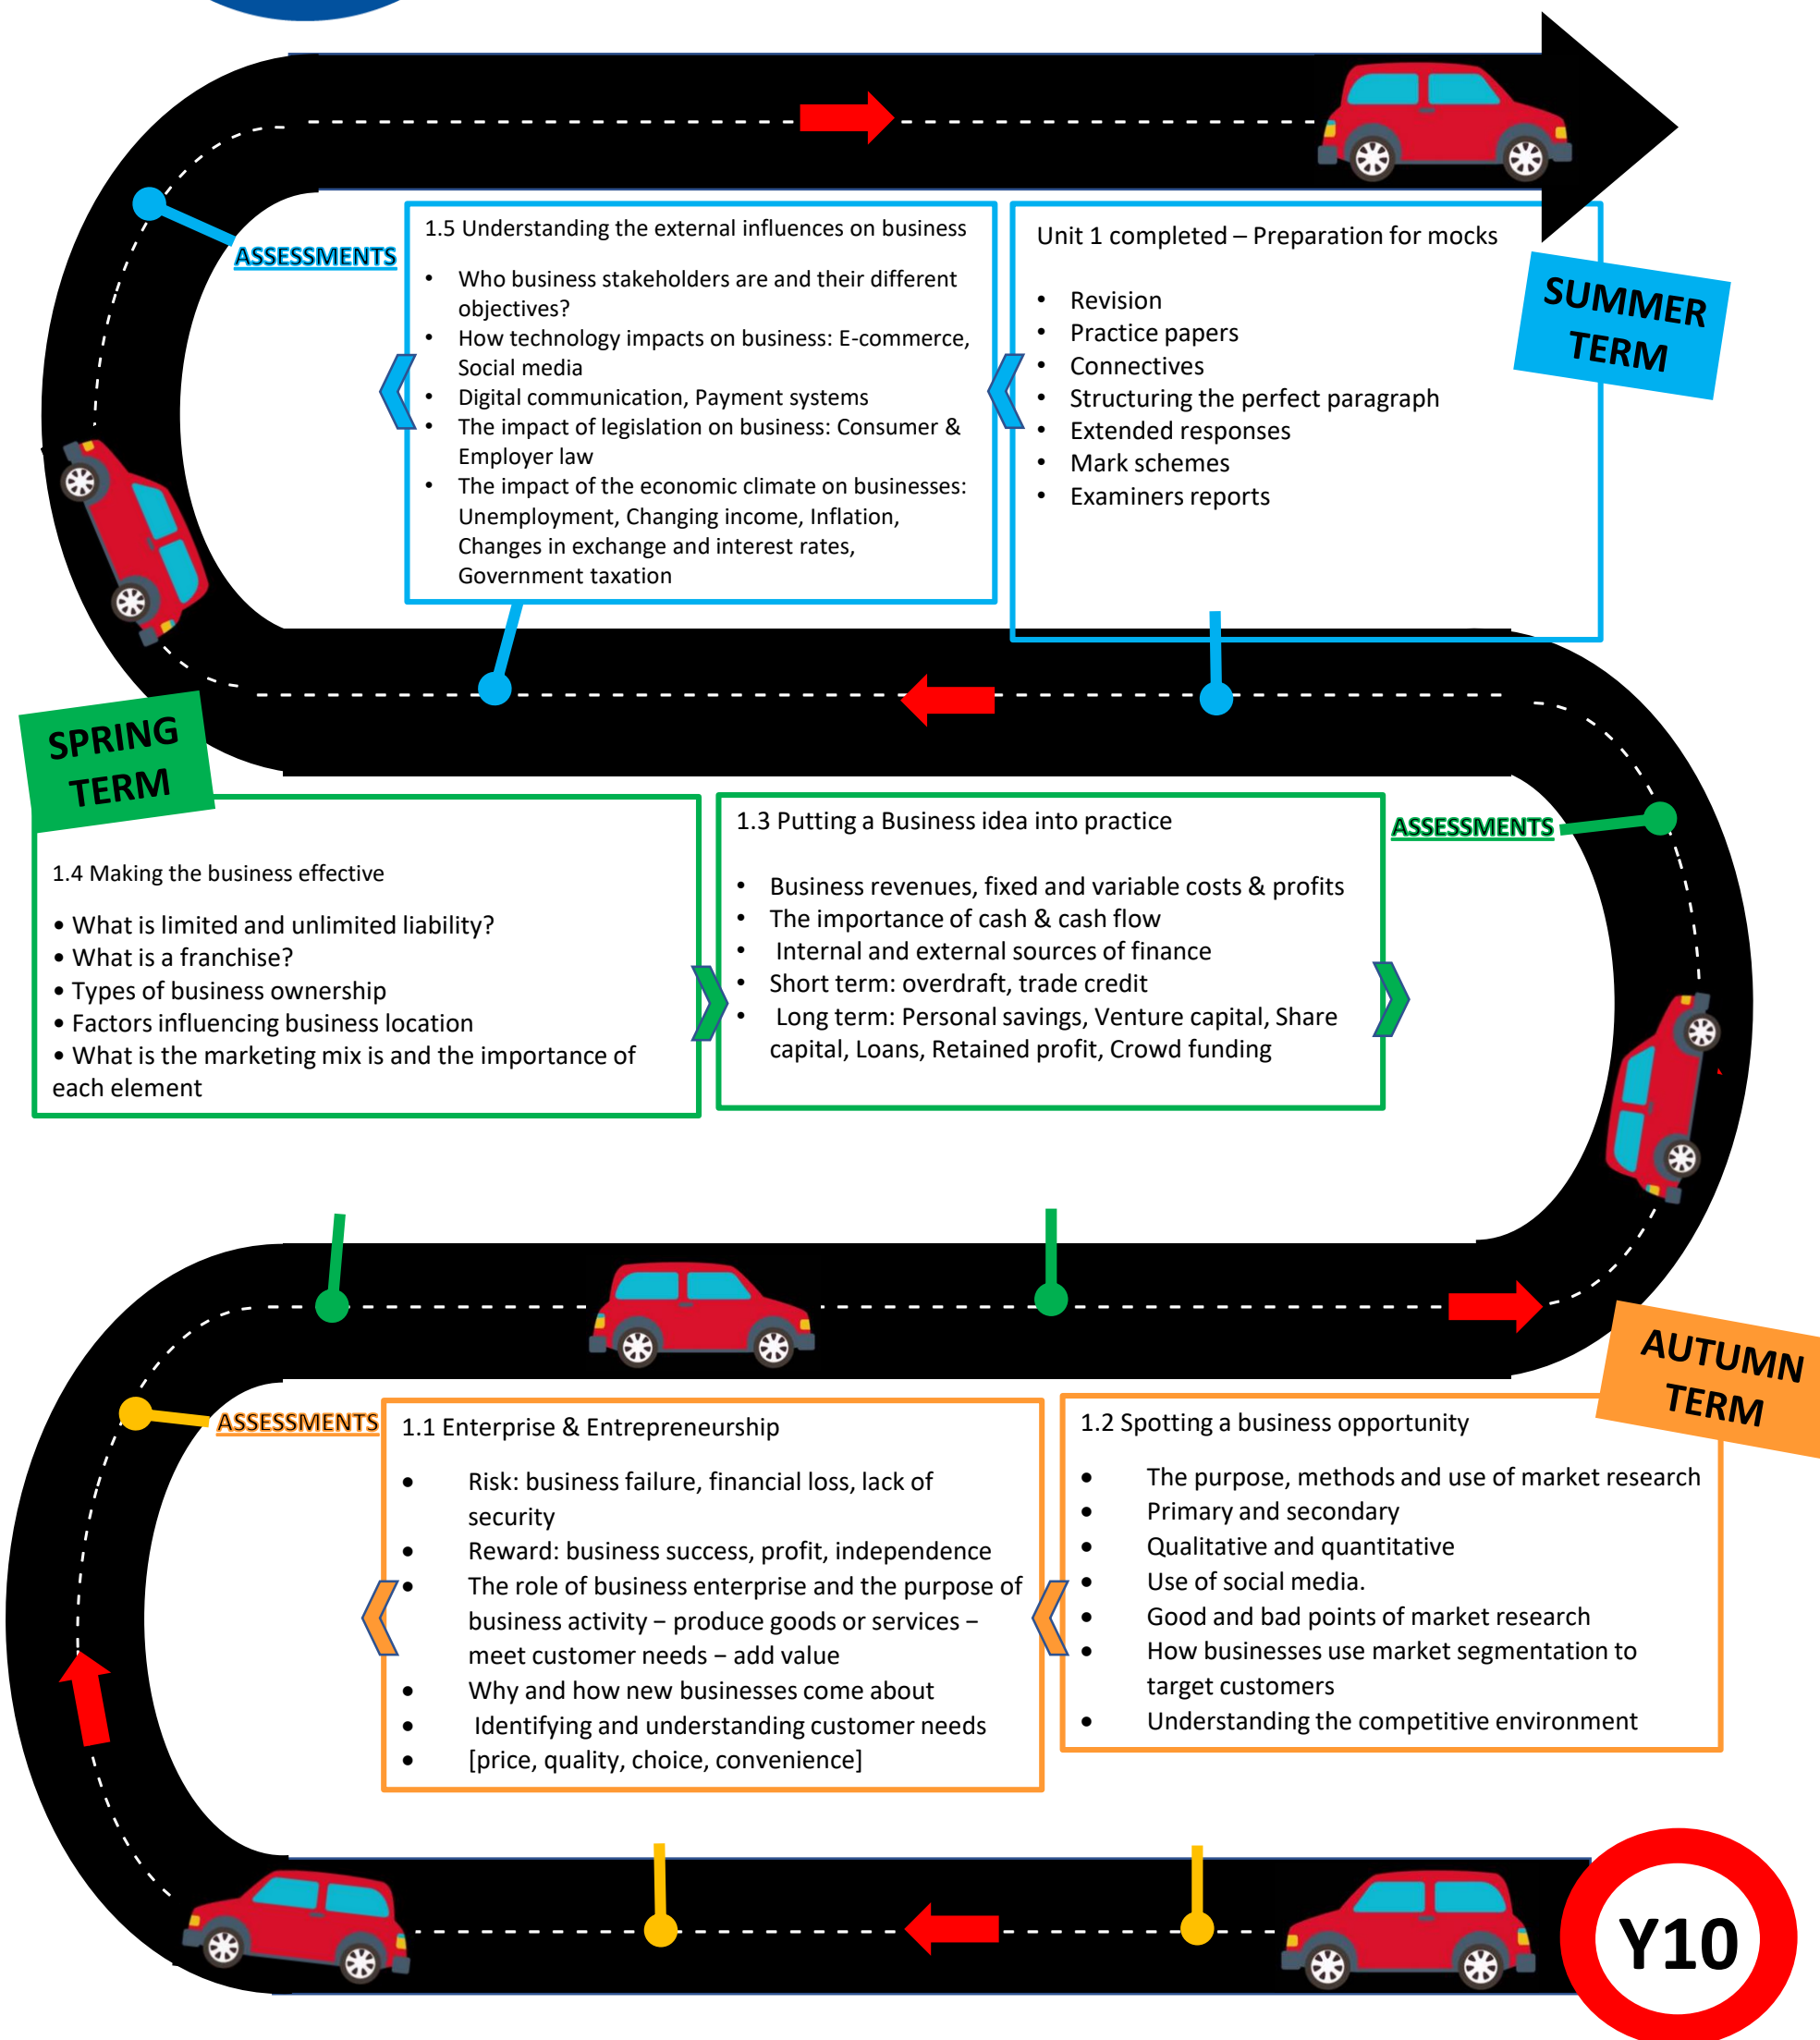 ASSESSMENTS
1.5 Understanding the external influences on business
• Who business stakeholders are and their different
objectives?
• How technology impacts on business: E-commerce,
Social media
• Digital communication, Payment systems
• The impact of legislation on business: Consumer &
Employer law
• The impact of the economic climate on businesses:
Unemployment, Changing income, Inflation,
Changes in exchange and interest rates,
Government taxation
Unit 1 completed – Preparation for mocks
• Revision
• Practice papers
• Connectives
• Structuring the perfect paragraph
• Extended responses
• Mark schemes
• Examiners reports
SUMMER
TERM
SPRING
TERM
1.4 Making the business effective
• What is limited and unlimited liability?
• What is a franchise?
• Types of business ownership
• Factors influencing business location
• What is the marketing mix is and the importance of
each element
1.3 Putting a Business idea into practice
• Business revenues, fixed and variable costs & profits
• The importance of cash & cash flow
• Internal and external sources of finance
• Short term: overdraft, trade credit
• Long term: Personal savings, Venture capital, Share
capital, Loans, Retained profit, Crowd funding
ASSESSMENTS
AUTUMN
TERM
ASSESSMENTS
1.1 Enterprise & Entrepreneurship
• Risk: business failure, financial loss, lack of
security
• Reward: business success, profit, independence
• The role of business enterprise and the purpose of
business activity – produce goods or services –
meet customer needs – add value
• Why and how new businesses come about
• Identifying and understanding customer needs
• [price, quality, choice, convenience]
1.2 Spotting a business opportunity
• The purpose, methods and use of market research
• Primary and secondary
• Qualitative and quantitative
• Use of social media.
• Good and bad points of market research
• How businesses use market segmentation to
target customers
• Understanding the competitive environment
Y10